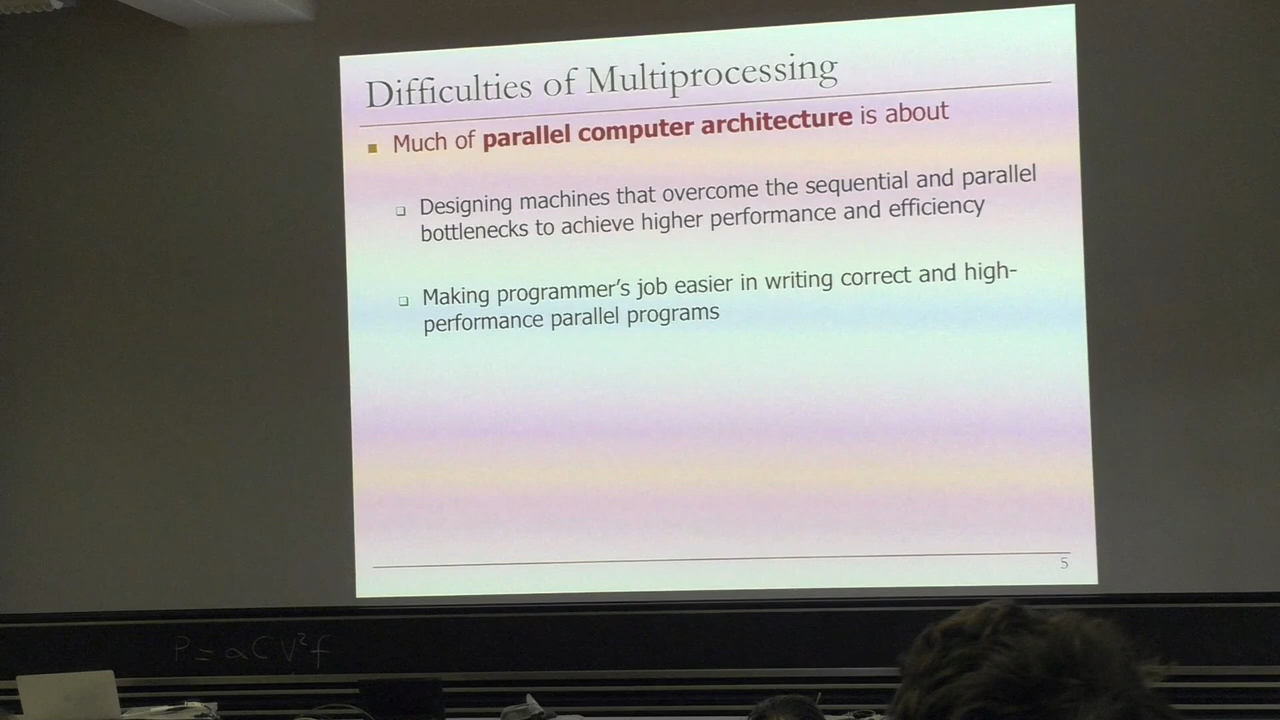 Difficulties of Multiprocessing
Much of parallel computer architecture is about
Designing machines that overcome the sequential and parallel
bottlenecks to achieve higher performance and efficiency
Making programmer's job easier in writing correct and high-
performance parallel programs
5
P = αCV²f